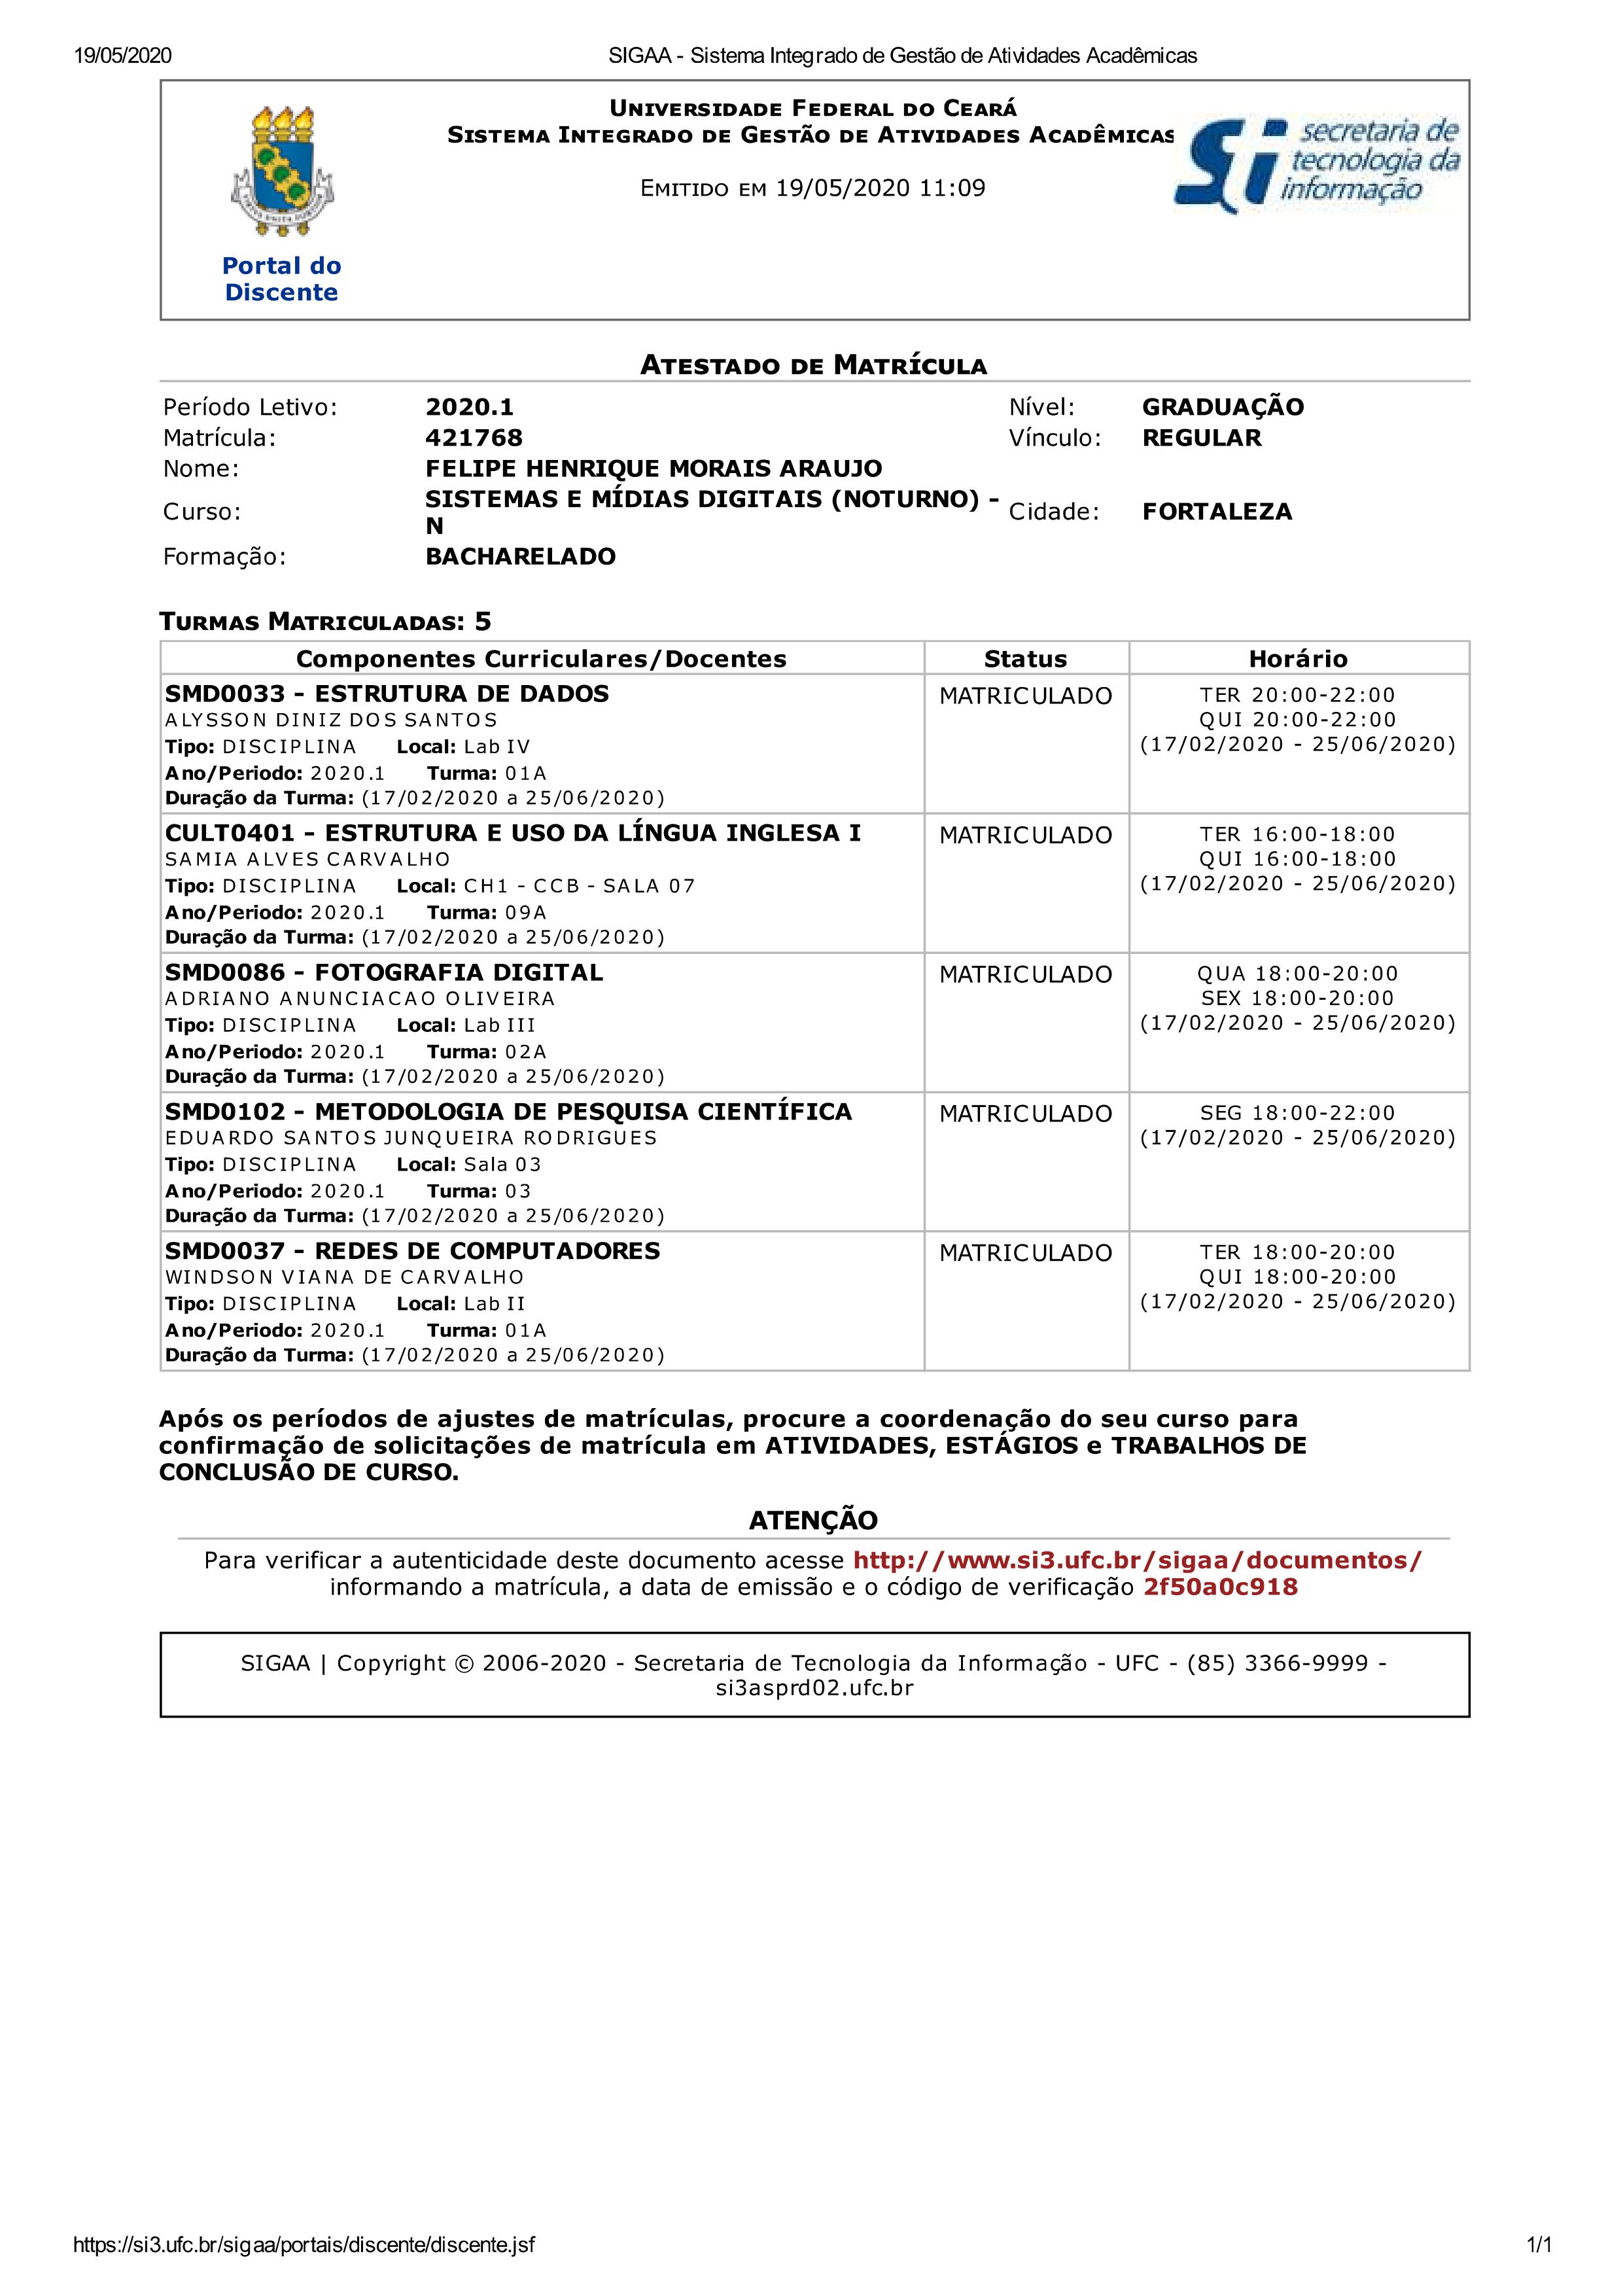 19/05/2020 SIGAA - Sistema Integrado de Gestão de Atividades Acadêmicas
UNIVERSIDADE FEDERAL DO CEARÁ
SISTEMA INTEGRADO DE GESTÃO DE ATIVIDADES ACADÊMICAS
EMITIDO EM 19/05/2020 11:09
Si secretaria de
tecnologia da
informação
Portal do
Discente
ATESTADO DE MATRÍCULA
Período Letivo: 2020.1 Nível: GRADUAÇÃO
Matrícula: 421768 Vínculo: REGULAR
Nome: FELIPE HENRIQUE MORAIS ARAUJO
Curso: SISTEMAS E MÍDIAS DIGITAIS (NOTURNO) -
N Cidade: FORTALEZA
Formação: BACHARELADO
TURMAS MATRICULADAS: 5
Componentes Curriculares/Docentes Status Horário
SMD0033 - ESTRUTURA DE DADOS MATRICULADO TER 20:00-22:00
ALYSSON DINIZ DOS SANTOS QUI 20:00-22:00
Tipo: DISCIPLINA Local: Lab IV (17/02/2020 - 25/06/2020)
Ano/Periodo: 2020.1 Turma: 01A
Duração da Turma: (17/02/2020 a 25/06/2020)
CULT0401 - ESTRUTURA E USO DA LÍNGUA INGLESA I MATRICULADO TER 16:00-18:00
SAMIA ALVES CARVALHO QUI 16:00-18:00
Tipo: DISCIPLINA Local: CH1 - CCB - SALA 07 (17/02/2020 - 25/06/2020)
Ano/Periodo: 2020.1 Turma: 09A
Duração da Turma: (17/02/2020 a 25/06/2020)
SMD0086 - FOTOGRAFIA DIGITAL MATRICULADO QUA 18:00-20:00
ADRIANO ANUNCIACAO OLIVEIRA SEX 18:00-20:00
Tipo: DISCIPLINA Local: Lab III (17/02/2020 - 25/06/2020)
Ano/Periodo: 2020.1 Turma: 02A
Duração da Turma: (17/02/2020 a 25/06/2020)
SMD0102 - METODOLOGIA DE PESQUISA CIENTÍFICA MATRICULADO SEG 18:00-22:00
EDUARDO SANTOS JUNQUEIRA RODRIGUES (17/02/2020 - 25/06/2020)
Tipo: DISCIPLINA Local: Sala 03
Ano/Periodo: 2020.1 Turma: 03
Duração da Turma: (17/02/2020 a 25/06/2020)
SMD0037 - REDES DE COMPUTADORES MATRICULADO TER 18:00-20:00
WINDSON VIANA DE CARVALHO QUI 18:00-20:00
Tipo: DISCIPLINA Local: Lab II (17/02/2020 - 25/06/2020)
Ano/Periodo: 2020.1 Turma: 01A
Duração da Turma: (17/02/2020 a 25/06/2020)
Após os períodos de ajustes de matrículas, procure a coordenação do seu curso para
confirmação de solicitações de matrícula em ATIVIDADES, ESTÁGIOS e TRABALHOS DE
CONCLUSÃO DE CURSO.
ATENÇÃO
Para verificar a autenticidade deste documento acesse http://www.si3.ufc.br/sigaa/documentos/
informando a matrícula, a data de emissão e o código de verificação 2f50a0c918
SIGAA | Copyright © 2006-2020 - Secretaria de Tecnologia da Informação - UFC - (85) 3366-9999 -
si3asprd02.ufc.br
https://si3.ufc.br/sigaa/portais/discente/discente.jsf 1/1